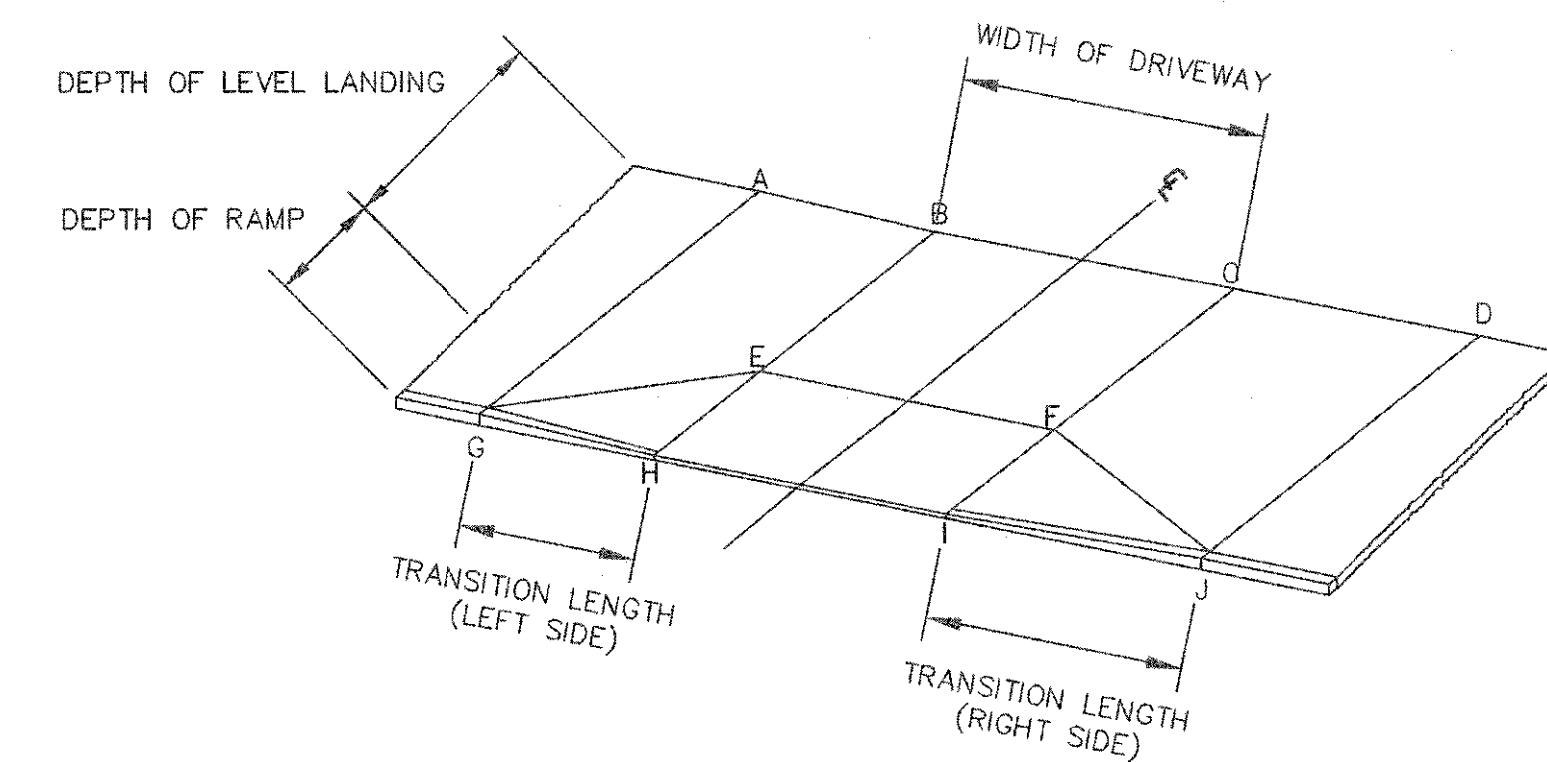 WIDTH OF DRIVEWAY
DEPTH OF LEVEL LANDING
DEPTH OF RAMP
A
B
C
D
E
F
G
H
I
J
TRANSITION LENGTH
(LEFT SIDE)
TRANSITION LENGTH
(RIGHT SIDE)